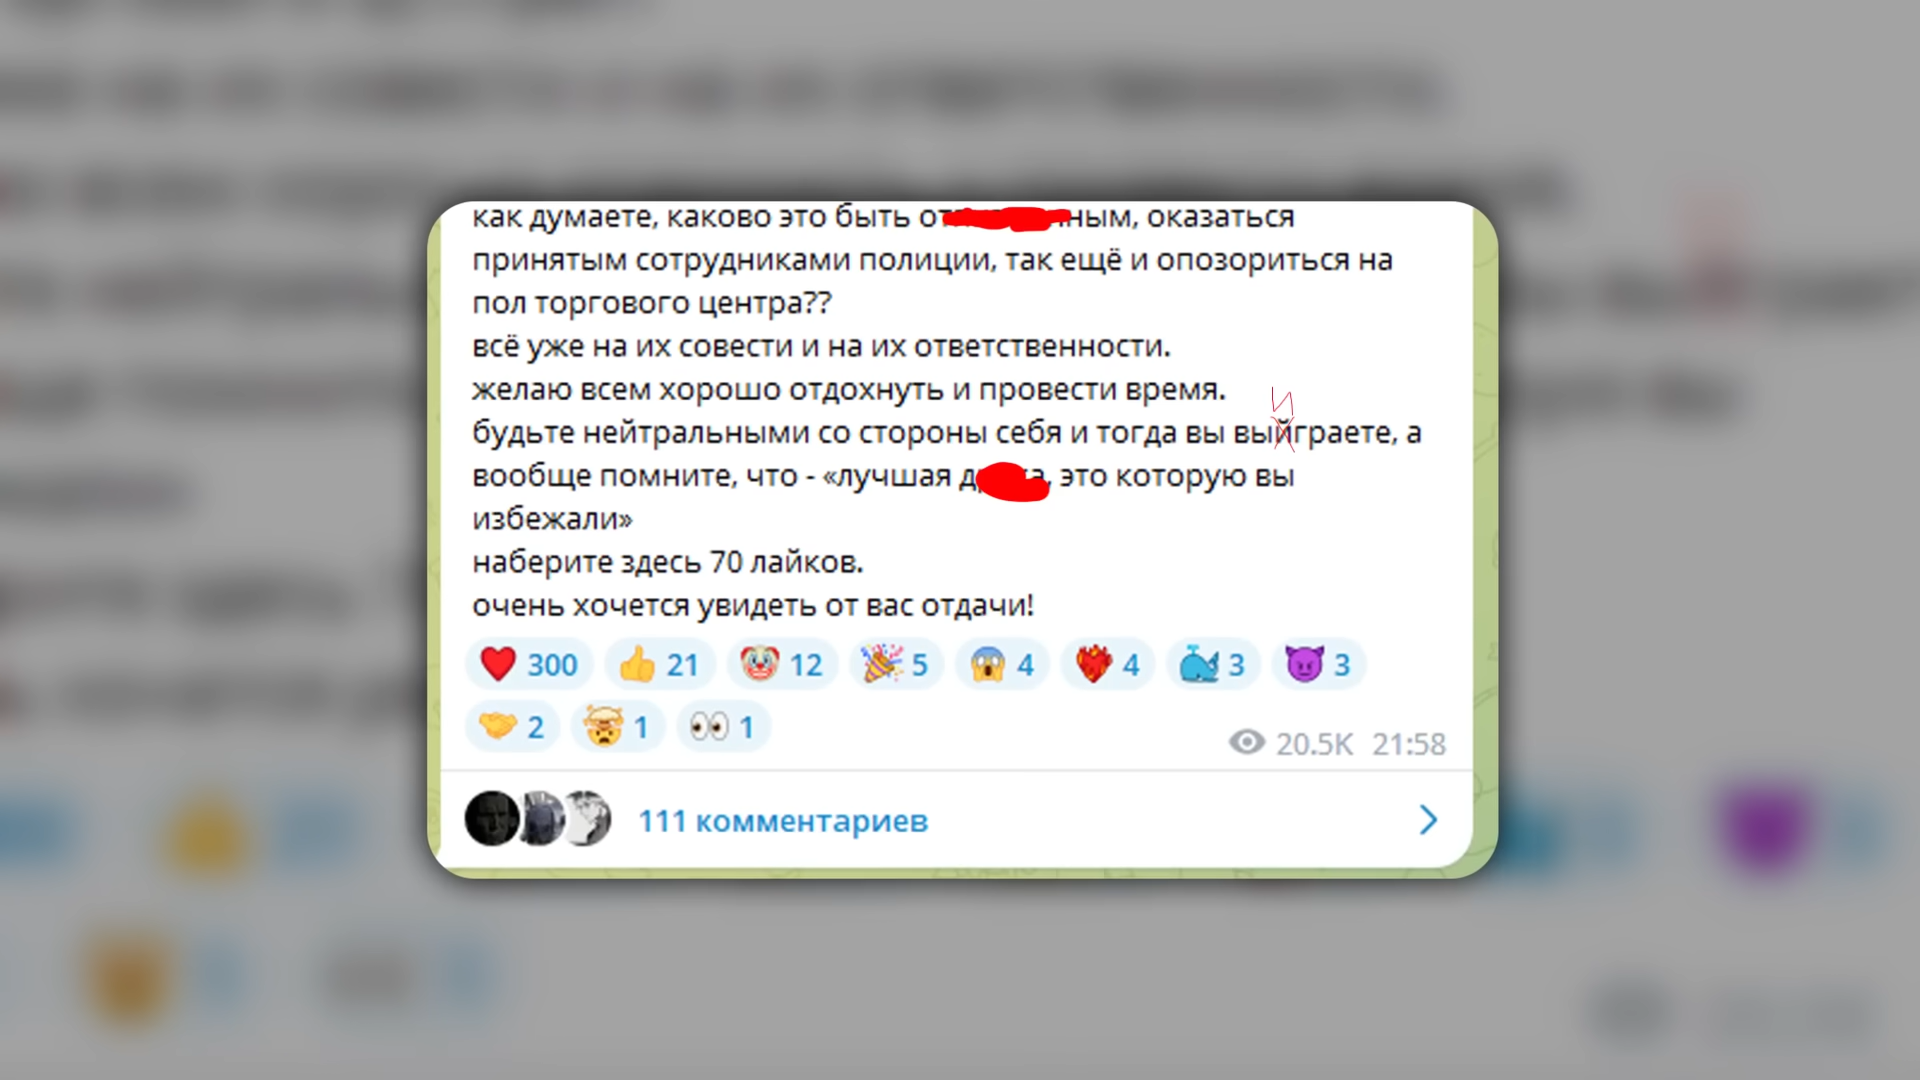 как думаете, каково это быть оказаться
принятым сотрудниками полиции, так ещё и опозориться на
пол торгового центра??
всё уже на их совести и на их ответственности.
желаю всем хорошо отдохнуть и провести время.
и
будьте нейтральными со стороны себя и тогда вы выйграете, а
вообще помните, что - «лучшая это которую вы
избежали»
наберите здесь 70 лайков.
очень хочется увидеть от вас отдачи!
300 21 12 5 4 4 3 3
2 1 1
20.5K 21:58
111 комментариев